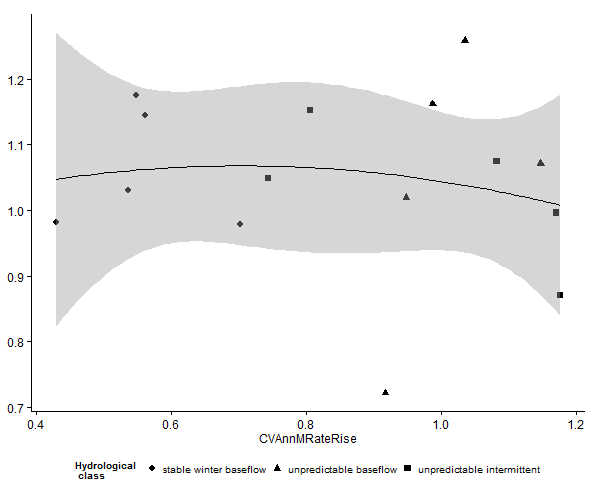 1.2
1.1
1.0
0.9
0.8
0.7
0.4 0.6 0.8 1.0 1.2
CVAnnMRateRise
Hydrological class stable winter baseflow unpredictable baseflow unpredictable intermittent